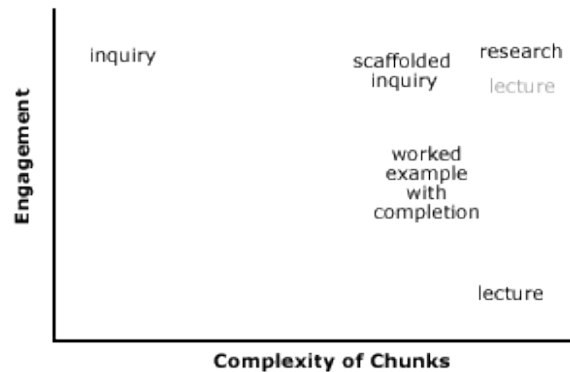 inquiry
scaffolded
inquiry
research
lecture
worked
example
with
completion
lecture
Engagement
Complexity of Chunks